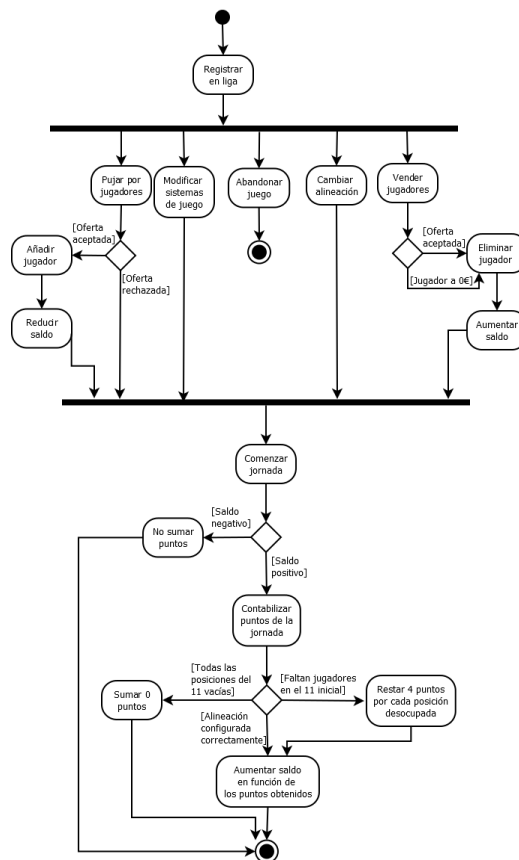 Registrar
en liga
Pujar por
jugadores
Modificar
sistemas
de juego
Abandonar
juego
Cambiar
alineación
Vender
jugadores
[Oferta
aceptada]
Añadir
jugador
[Oferta
rechazada]
Reducir
saldo
[Oferta
aceptada]
Eliminar
jugador
[Jugador a 0€]
Aumentar
saldo
Comenzar
jornada
[Saldo
negativo]
No sumar
puntos
[Saldo
positivo]
Contabilizar
puntos de la
jornada
[Todas las
posiciones del
11 vacías]
[Faltan jugadores
en el 11 inicial]
Sumar 0
puntos
Restar 4 puntos
por cada posición
desocupada
[Alineación
configurada
correctamente]
Aumentar saldo
en función de
los puntos obtenidos